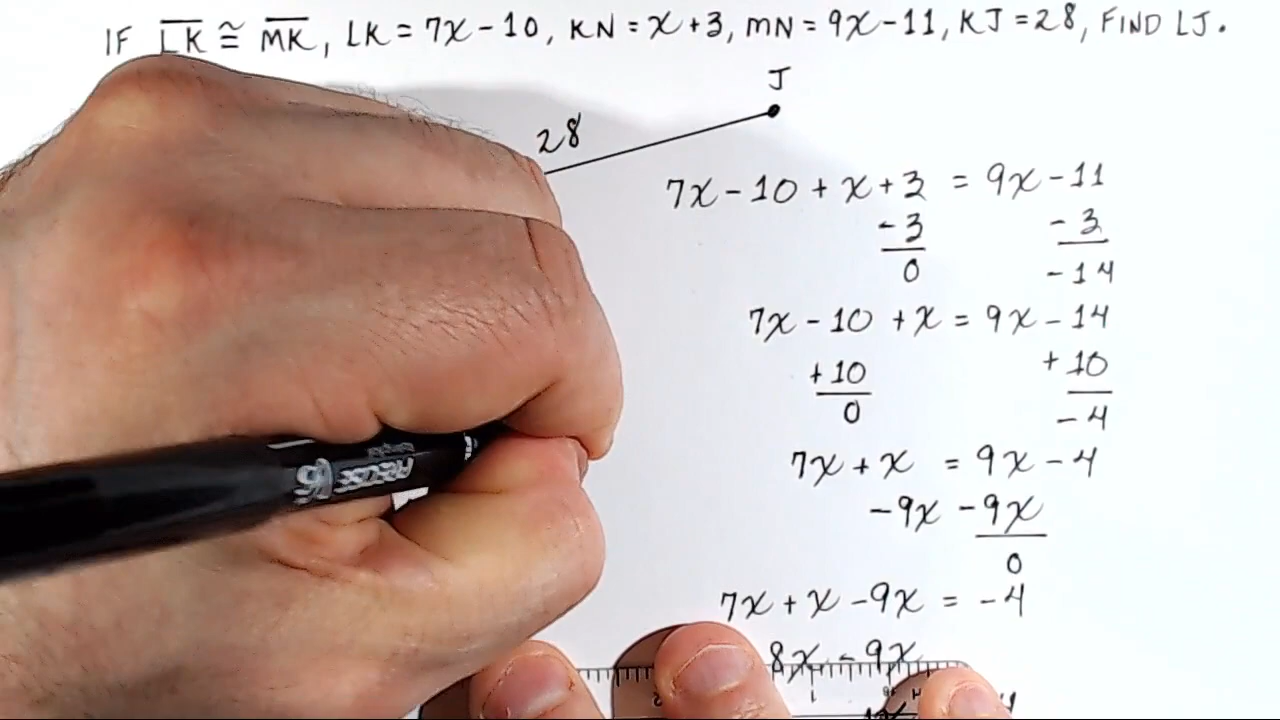 IF LK ≅ MK, LK = 7x - 10, KN = x + 3, MN = 9x - 11, KJ = 28, FIND LJ.
J
28
7x - 10 + x + 3 = 9x - 11
- 3 - 3
0 - 14
7x - 10 + x = 9x - 14
+ 10 + 10
0 - 4
7x + x = 9x - 4
- 9x - 9x
0
7x + x - 9x = - 4
8x - 9x